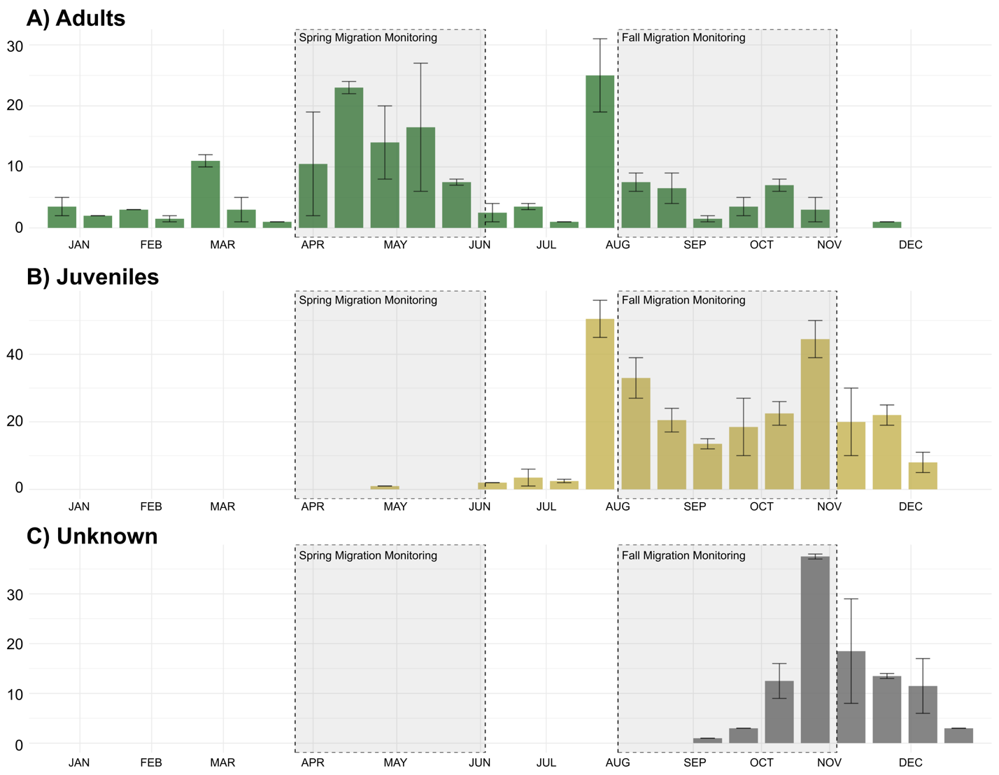 A) Adults
Spring Migration Monitoring
Fall Migration Monitoring
30
20
10
0
JAN FEB MAR APR MAY JUN JUL AUG SEP OCT NOV DEC
B) Juveniles
Spring Migration Monitoring
Fall Migration Monitoring
40
20
0
JAN FEB MAR APR MAY JUN JUL AUG SEP OCT NOV DEC
C) Unknown
Spring Migration Monitoring
Fall Migration Monitoring
30
20
10
0
JAN FEB MAR APR MAY JUN JUL AUG SEP OCT NOV DEC